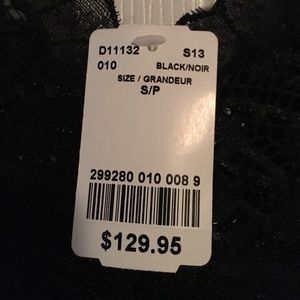 D11132 S13
010 BLACK/NOIR
SIZE / GRANDEUR
S/P
299280 010 008 9
$129.95